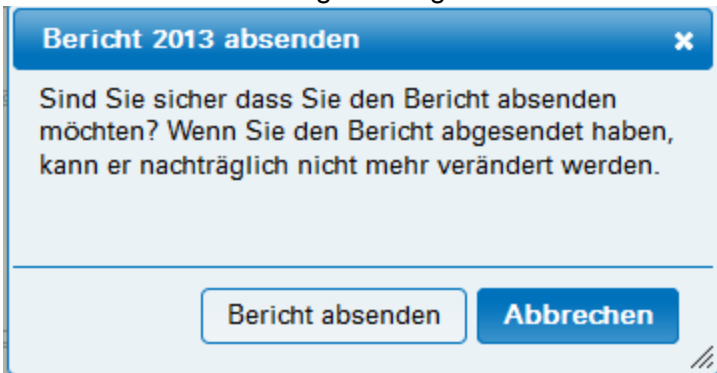 Bericht 2013 absenden
Sind Sie sicher dass Sie den Bericht absenden
möchten? Wenn Sie den Bericht abgesendet haben,
kann er nachträglich nicht mehr verändert werden.
Bericht absenden
Abbrechen